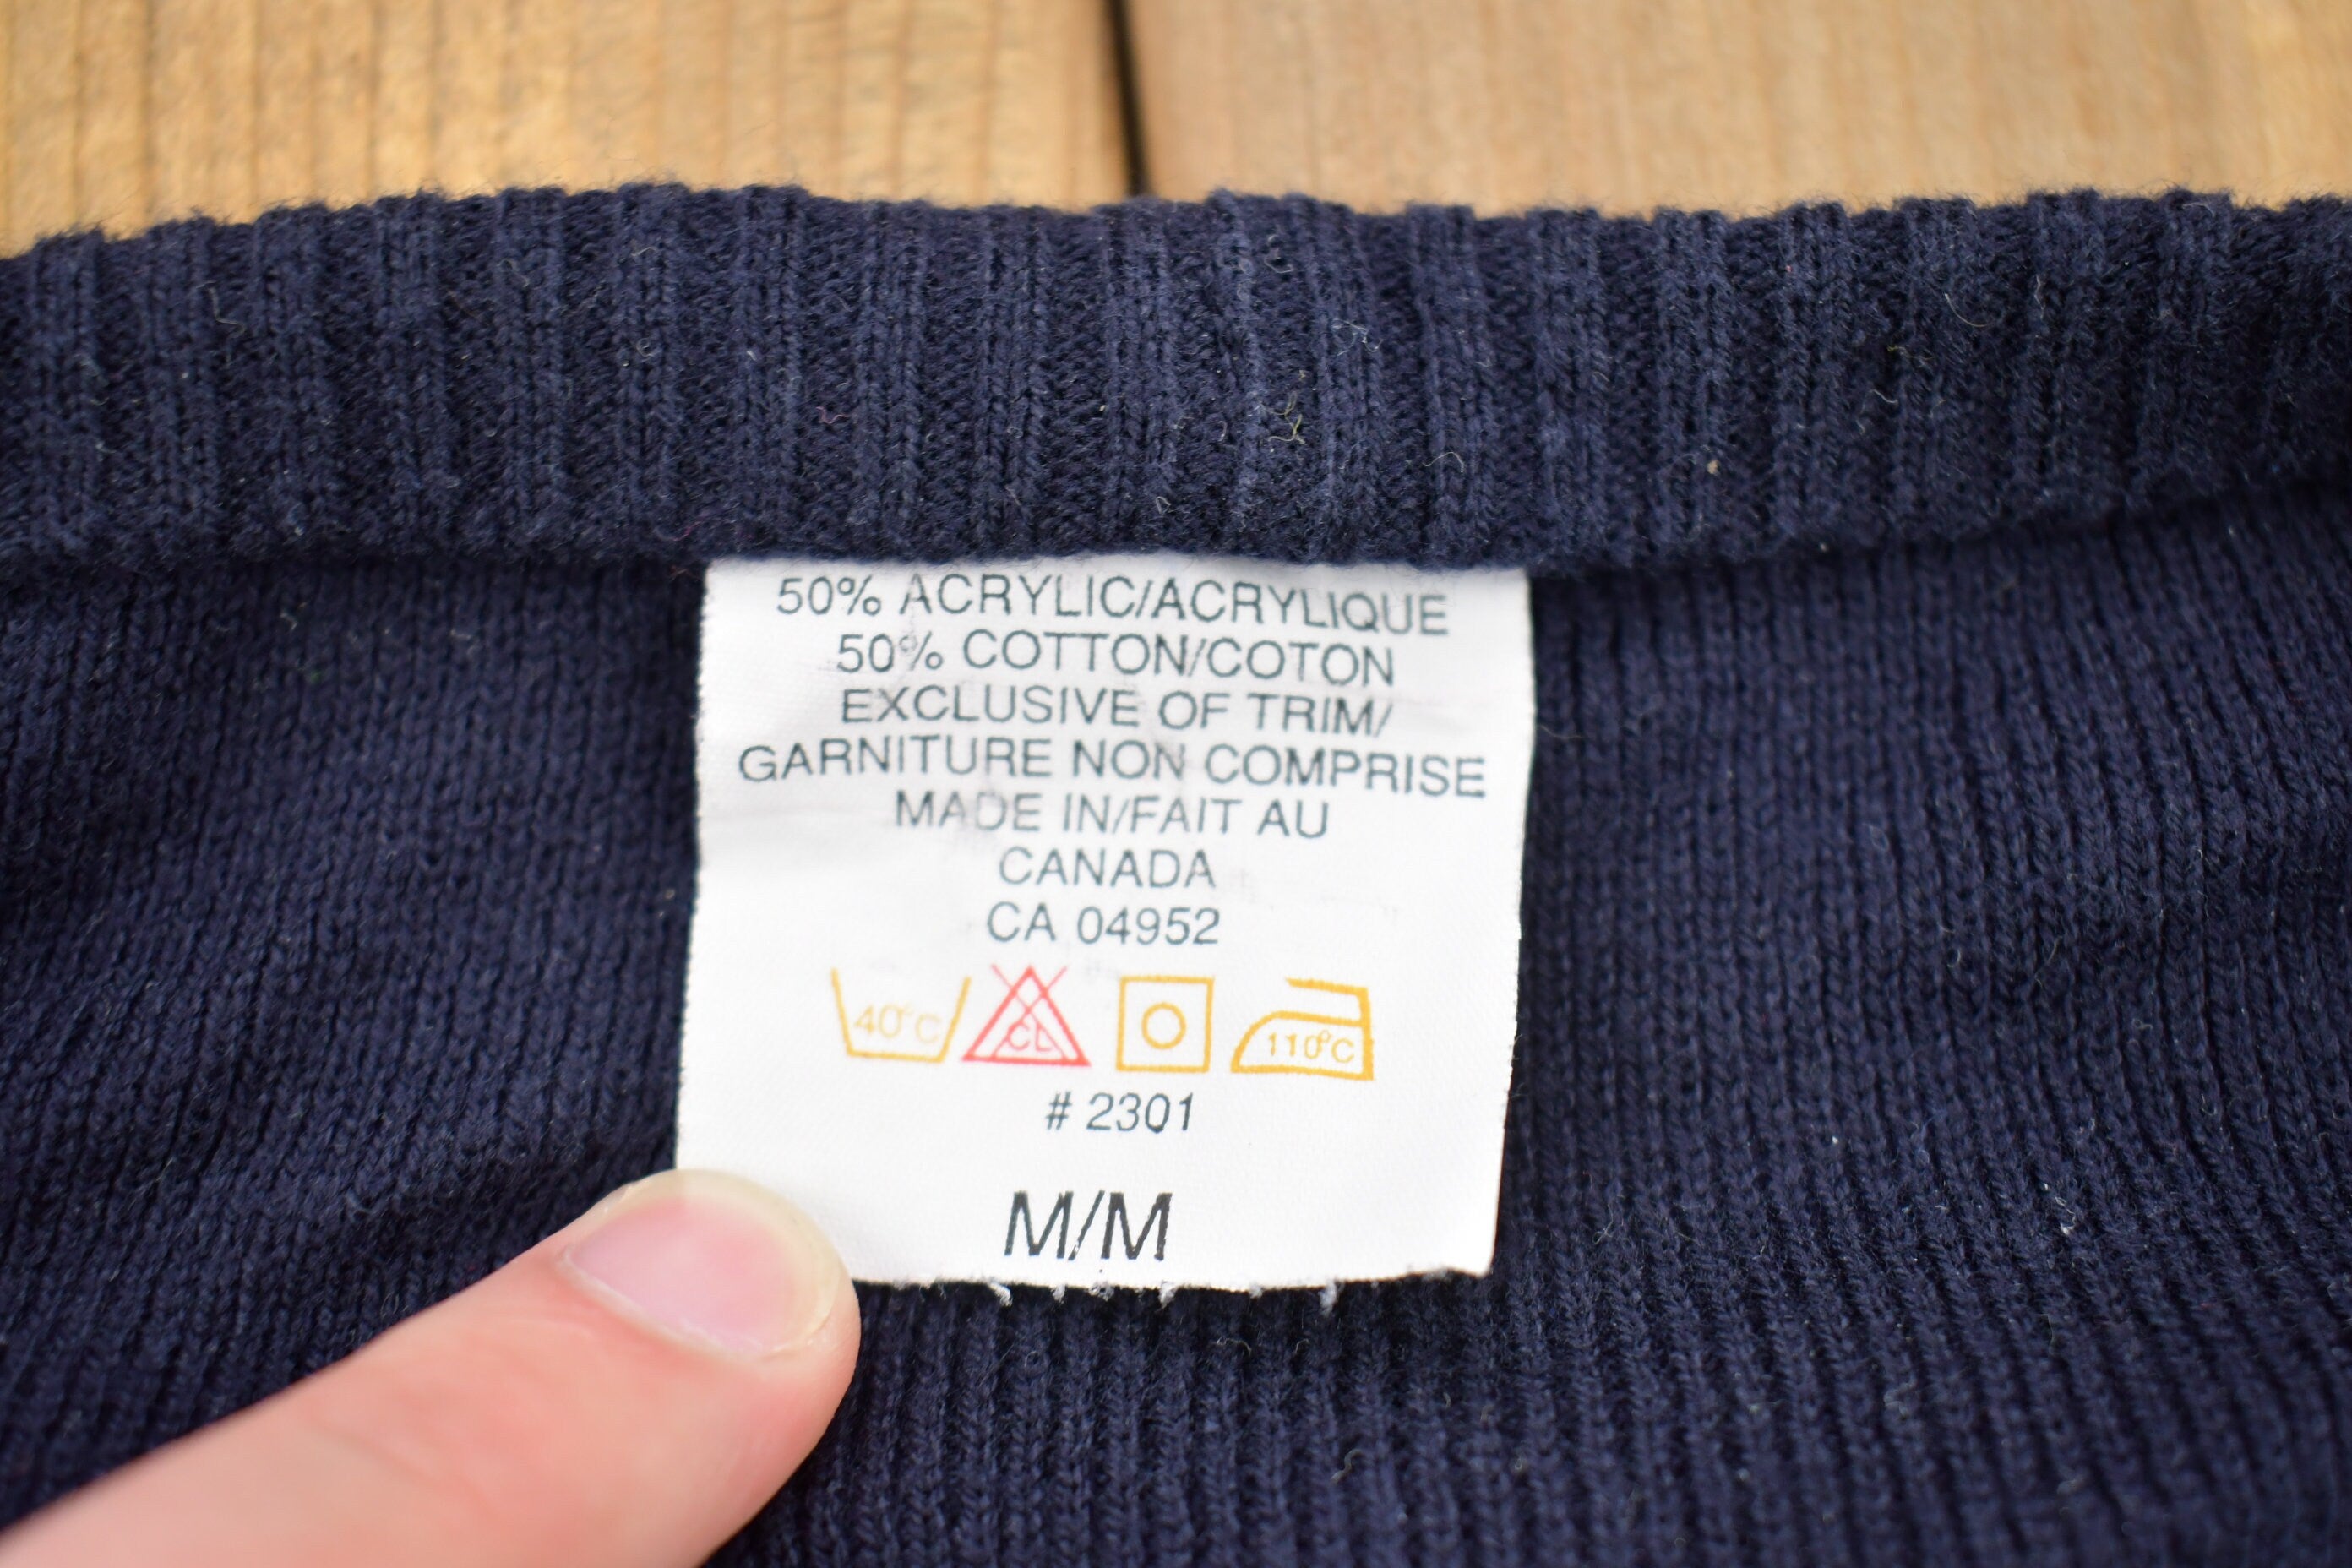 50% ACRYLIC/ACRYLIQUE
50% COTTON/COTON
EXCLUSIVE OF TRIM/
GARNITURE NON COMPRISE
MADE IN/FAIT AU
CANADA
CA 04952
40°C CL 110°C
# 2301
M/M